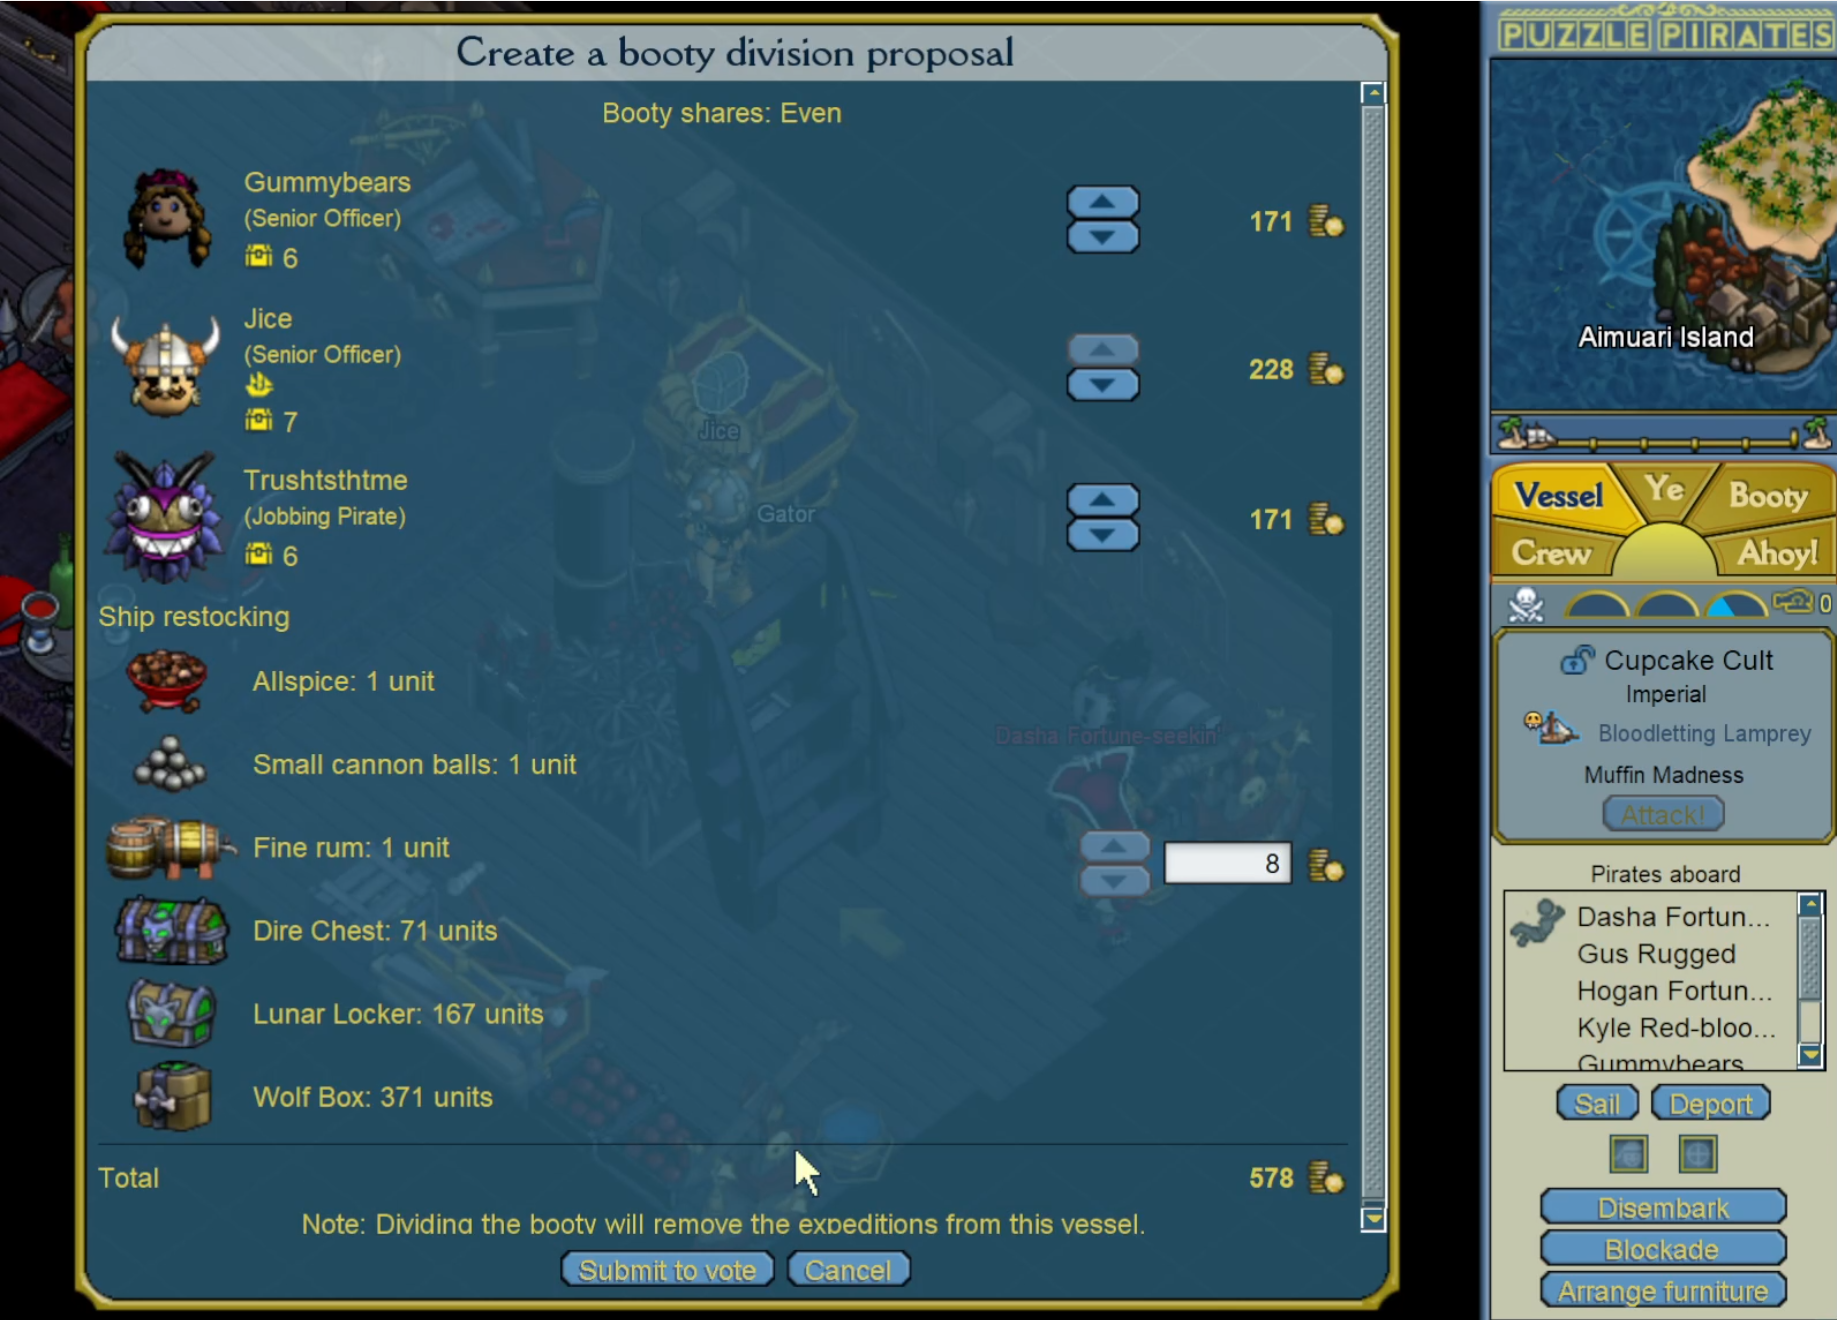 Create a booty division proposal
Booty shares: Even
Gummybears
(Senior Officer)
6
171
Jice
(Senior Officer)
7
228
Trushtsthtme
(Jobbing Pirate)
6
171
Jice
Gator
Dasha Fortune-seekin'
Ship restocking
Allspice: 1 unit
Small cannon balls: 1 unit
Fine rum: 1 unit
8
Dire Chest: 71 units
Lunar Locker: 167 units
Wolf Box: 371 units
Total
578
Note: Dividing the booty will remove the expeditions from this vessel.
Submit to vote
Cancel
PUZZLE PIRATES
Aimuari Island
Vessel
Ye
Booty
Crew
Ahoy!
0
Cupcake Cult
Imperial
Bloodletting Lamprey
Muffin Madness
Attack!
Pirates aboard
Dasha Fortun...
Gus Rugged
Hogan Fortun...
Kyle Red-bloo...
Gummybears
Sail
Deport
Disembark
Blockade
Arrange furniture